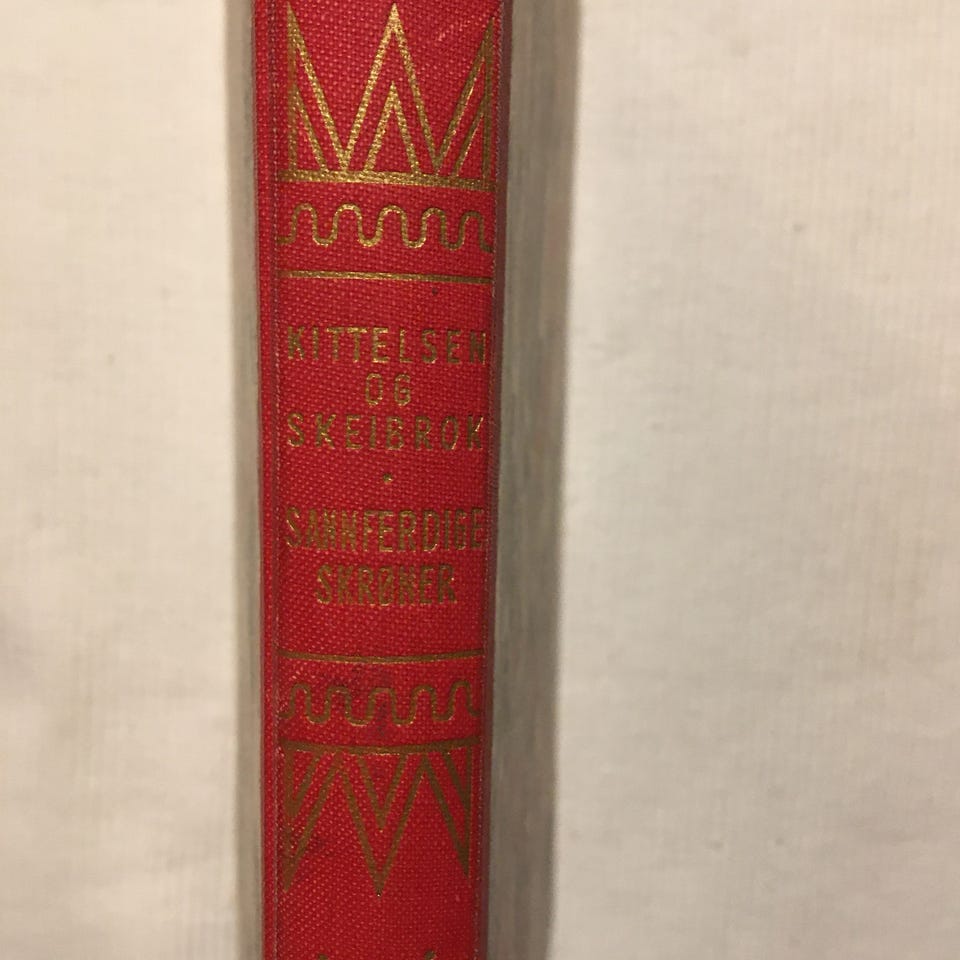 KITTELSEN
OG
SKEIBROK
·
SANNFERDIGE
SKRØNER